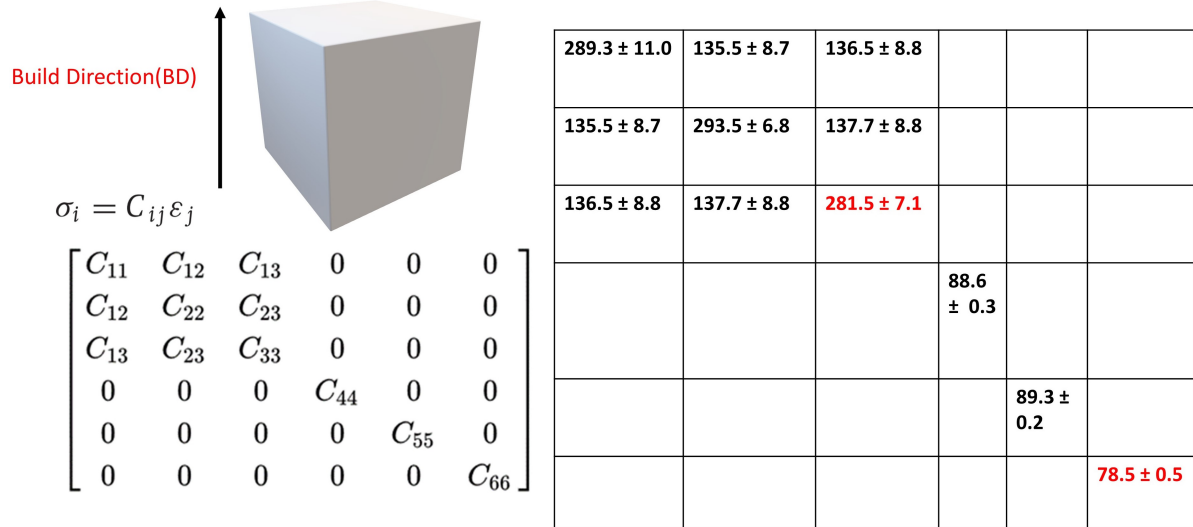 Build Direction(BD)
σᵢ = Cᵢⱼεⱼ
C₁₁ C₁₂ C₁₃ 0 0 0
C₁₂ C₂₂ C₂₃ 0 0 0
C₁₃ C₂₃ C₃₃ 0 0 0
0 0 0 C₄₄ 0 0
0 0 0 0 C₅₅ 0
0 0 0 0 0 C₆₆
289.3 ± 11.0 135.5 ± 8.7 136.5 ± 8.8
135.5 ± 8.7 293.5 ± 6.8 137.7 ± 8.8
136.5 ± 8.8 137.7 ± 8.8 281.5 ± 7.1
88.6
± 0.3
89.3 ±
0.2
78.5 ± 0.5